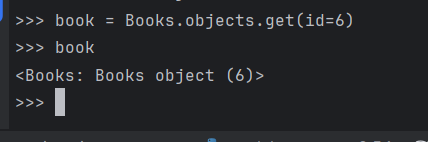 >>> book = Books.objects.get(id=6)
>>> book
<Books: Books object (6)>
>>>